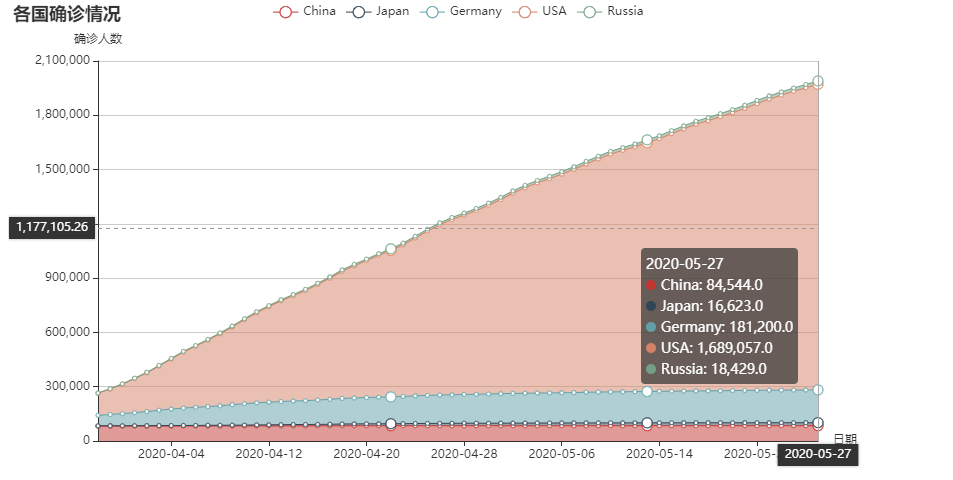 各国确诊情况
China Japan Germany USA Russia
确诊人数
2,100,000
1,800,000
1,500,000
1,177,105.26
900,000
600,000
300,000
0
2020-05-27
China: 84,544.0
Japan: 16,623.0
Germany: 181,200.0
USA: 1,689,057.0
Russia: 18,429.0
日期
2020-04-04 2020-04-12 2020-04-20 2020-04-28 2020-05-06 2020-05-14 2020-05- 2020-05-27